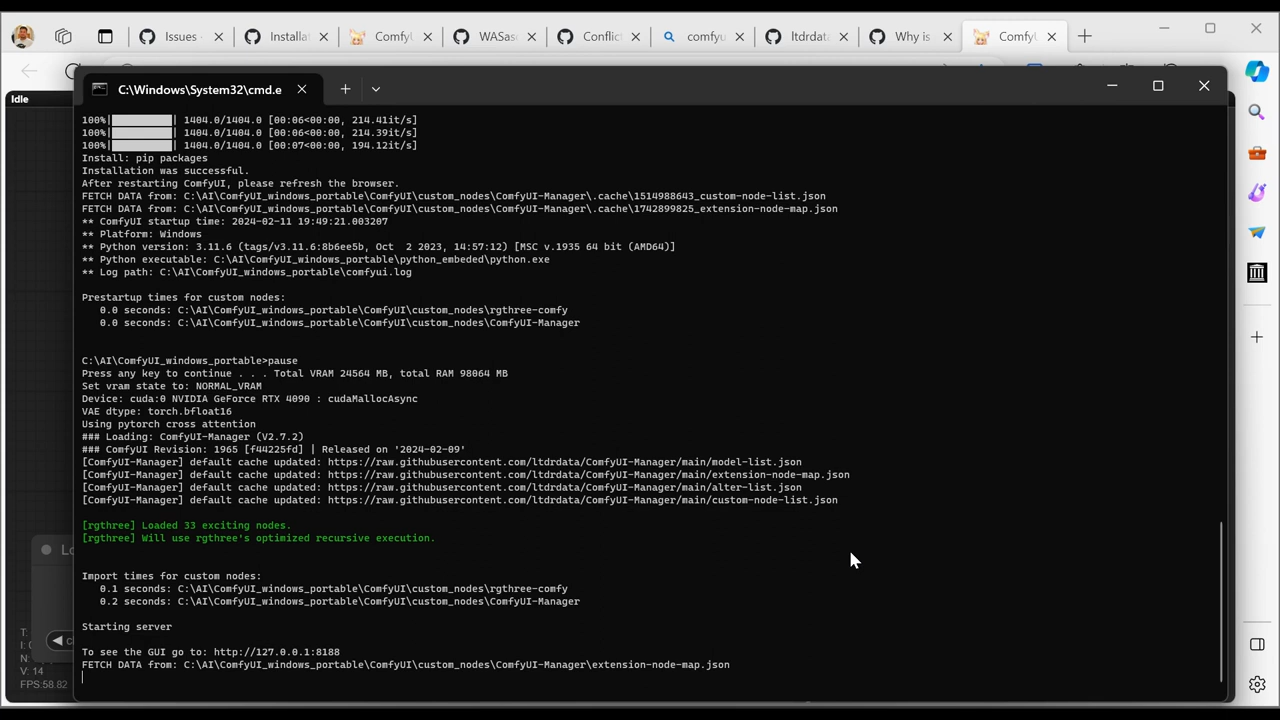 Issues
Installat
ComfyU
WASas
Conflic
comfyu
ltdrdata
Why is
ComfyU
Idle
C:\Windows\System32\cmd.e
100%| | 1404.0/1404.0 [00:06<00:00, 214.41it/s]
100%| | 1404.0/1404.0 [00:06<00:00, 214.39it/s]
100%| | 1404.0/1404.0 [00:07<00:00, 194.12it/s]
Install: pip packages
Installation was successful.
After restarting ComfyUI, please refresh the browser.
FETCH DATA from: C:\AI\ComfyUI_windows_portable\ComfyUI\custom_nodes\ComfyUI-Manager\.cache\1514988643_custom-node-list.json
FETCH DATA from: C:\AI\ComfyUI_windows_portable\ComfyUI\custom_nodes\ComfyUI-Manager\.cache\1742899825_extension-node-map.json
** ComfyUI startup time: 2024-02-11 19:49:21.003207
** Platform: Windows
** Python version: 3.11.6 (tags/v3.11.6:8b6ee5b, Oct  2 2023, 14:57:12) [MSC v.1935 64 bit (AMD64)]
** Python executable: C:\AI\ComfyUI_windows_portable\python_embeded\python.exe
** Log path: C:\AI\ComfyUI_windows_portable\comfyui.log
Prestartup times for custom nodes:
0.0 seconds: C:\AI\ComfyUI_windows_portable\ComfyUI\custom_nodes\rgthree-comfy
0.0 seconds: C:\AI\ComfyUI_windows_portable\ComfyUI\custom_nodes\ComfyUI-Manager
C:\AI\ComfyUI_windows_portable>pause
Press any key to continue . . . Total VRAM 24564 MB, total RAM 98064 MB
Set vram state to: NORMAL_VRAM
Device: cuda:0 NVIDIA GeForce RTX 4090 : cudaMallocAsync
VAE dtype: torch.bfloat16
Using pytorch cross attention
### Loading: ComfyUI-Manager (V2.7.2)
### ComfyUI Revision: 1965 [f44225fd] | Released on '2024-02-09'
[ComfyUI-Manager] default cache updated: https://raw.githubusercontent.com/ltdrdata/ComfyUI-Manager/main/model-list.json
[ComfyUI-Manager] default cache updated: https://raw.githubusercontent.com/ltdrdata/ComfyUI-Manager/main/extension-node-map.json
[ComfyUI-Manager] default cache updated: https://raw.githubusercontent.com/ltdrdata/ComfyUI-Manager/main/alter-list.json
[ComfyUI-Manager] default cache updated: https://raw.githubusercontent.com/ltdrdata/ComfyUI-Manager/main/custom-node-list.json
[rgthree] Loaded 33 exciting nodes.
[rgthree] Will use rgthree's optimized recursive execution.
Import times for custom nodes:
0.1 seconds: C:\AI\ComfyUI_windows_portable\ComfyUI\custom_nodes\rgthree-comfy
0.2 seconds: C:\AI\ComfyUI_windows_portable\ComfyUI\custom_nodes\ComfyUI-Manager
Starting server
To see the GUI go to: http://127.0.0.1:8188
FETCH DATA from: C:\AI\ComfyUI_windows_portable\ComfyUI\custom_nodes\ComfyUI-Manager\extension-node-map.json
T:
I: 
N:
V: 14
FPS:58.82